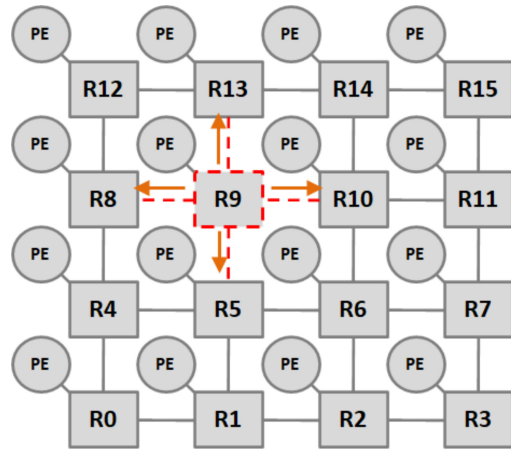 PE PE PE PE
R12 R13 R14 R15
PE PE PE PE
R8 R9 R10 R11
PE PE PE PE
R4 R5 R6 R7
PE PE PE PE
R0 R1 R2 R3